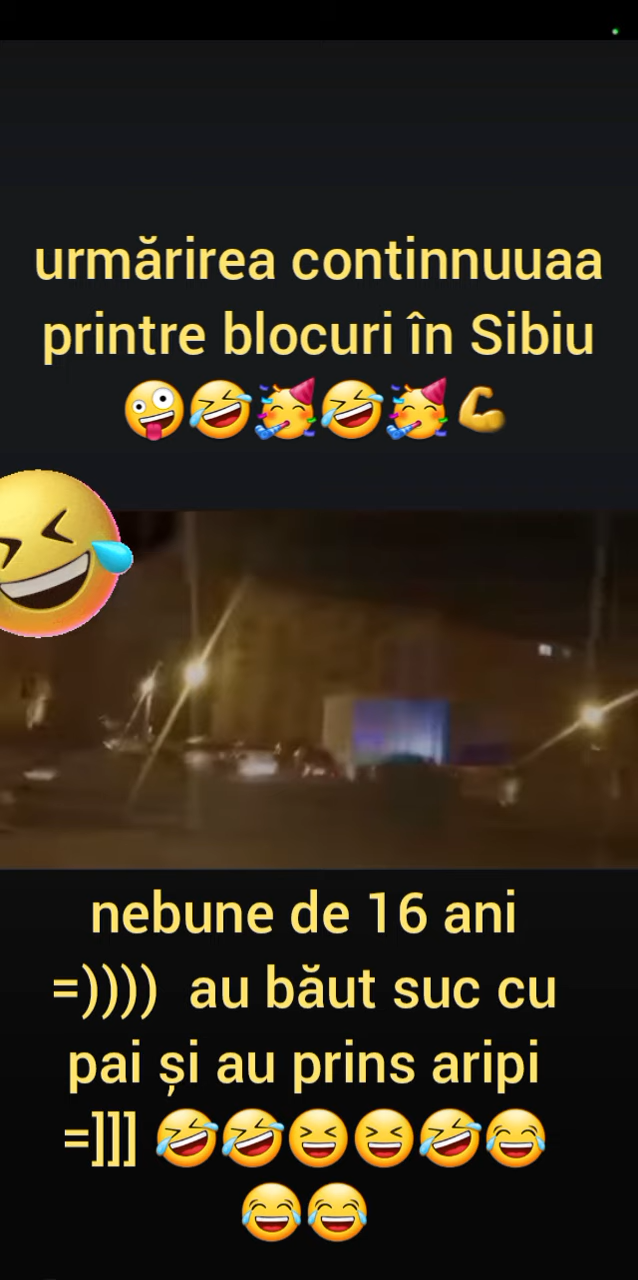 urmărirea continnuuaa
printre blocuri în Sibiu
🤪🤣🥳🤣🥳💪
nebune de 16 ani
=)))) au băut suc cu
pai și au prins aripi
=]]] 🤣🤣😆😆🤣😂
😂😂